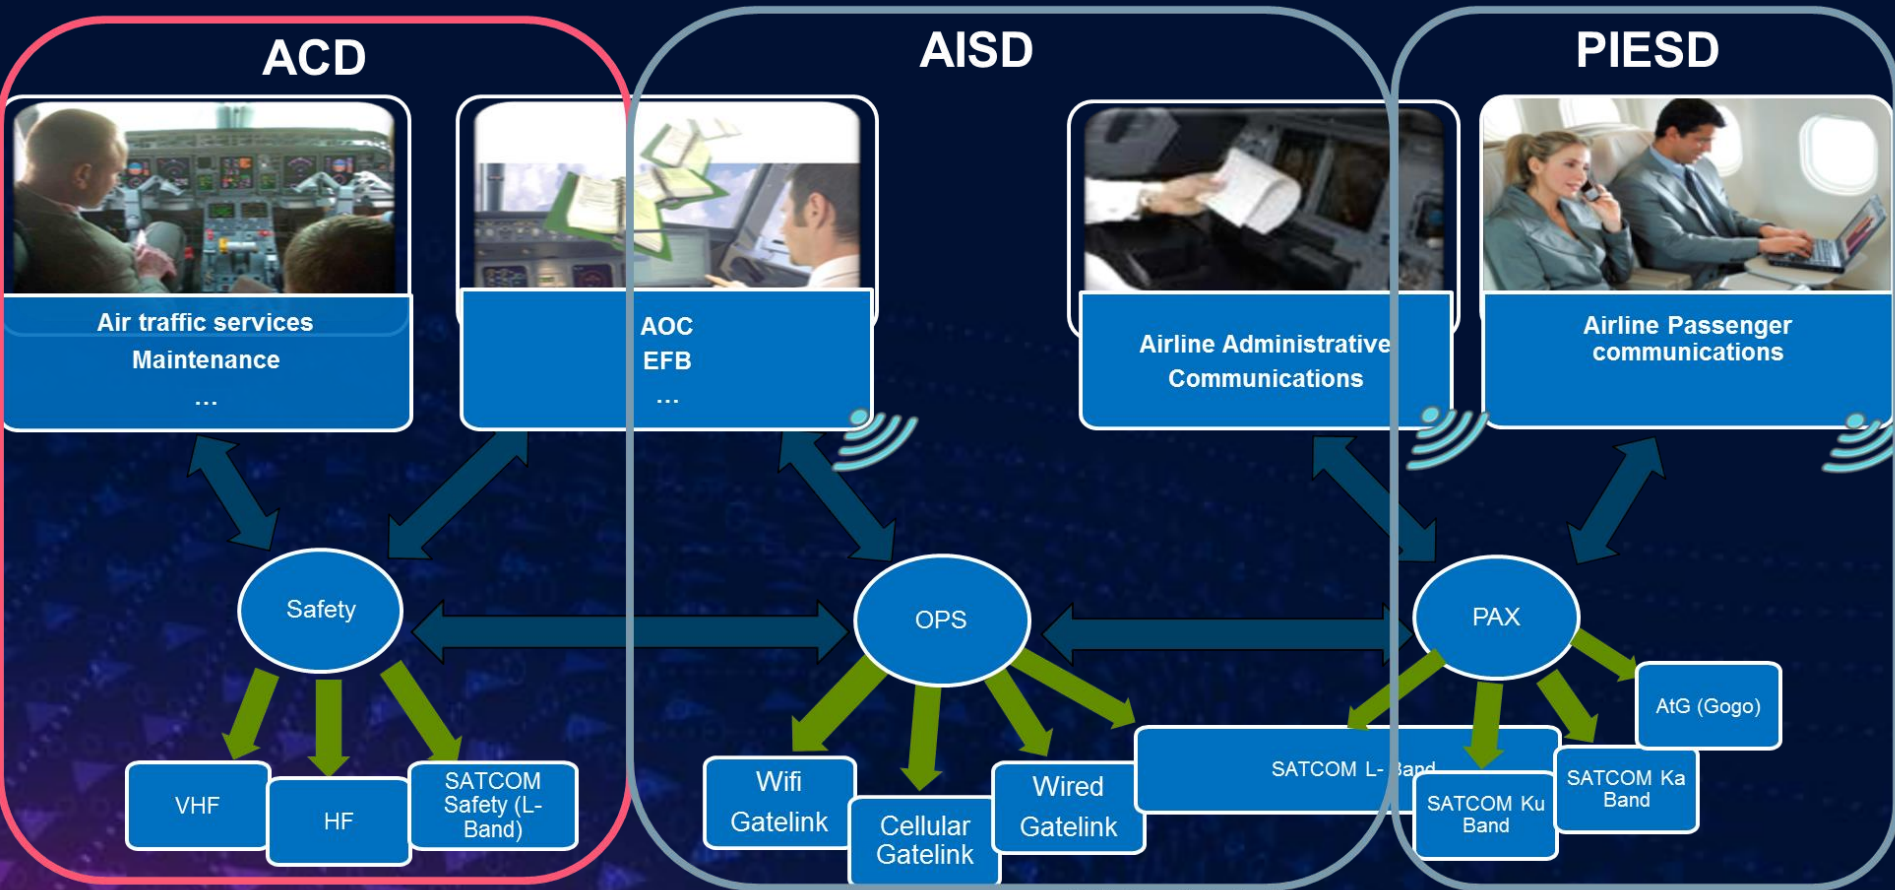 ACD
AISD
PIESD
Air traffic services
Maintenance
...
AOC
EFB
...
Airline Administrative
Communications
Airline Passenger
communications
Safety
OPS
PAX
VHF
HF
SATCOM
Safety (L-
Band)
Wifi
Gatelink
Cellular
Gatelink
Wired
Gatelink
SATCOM L- Band
SATCOM Ku
Band
SATCOM Ka
Band
AtG (Gogo)